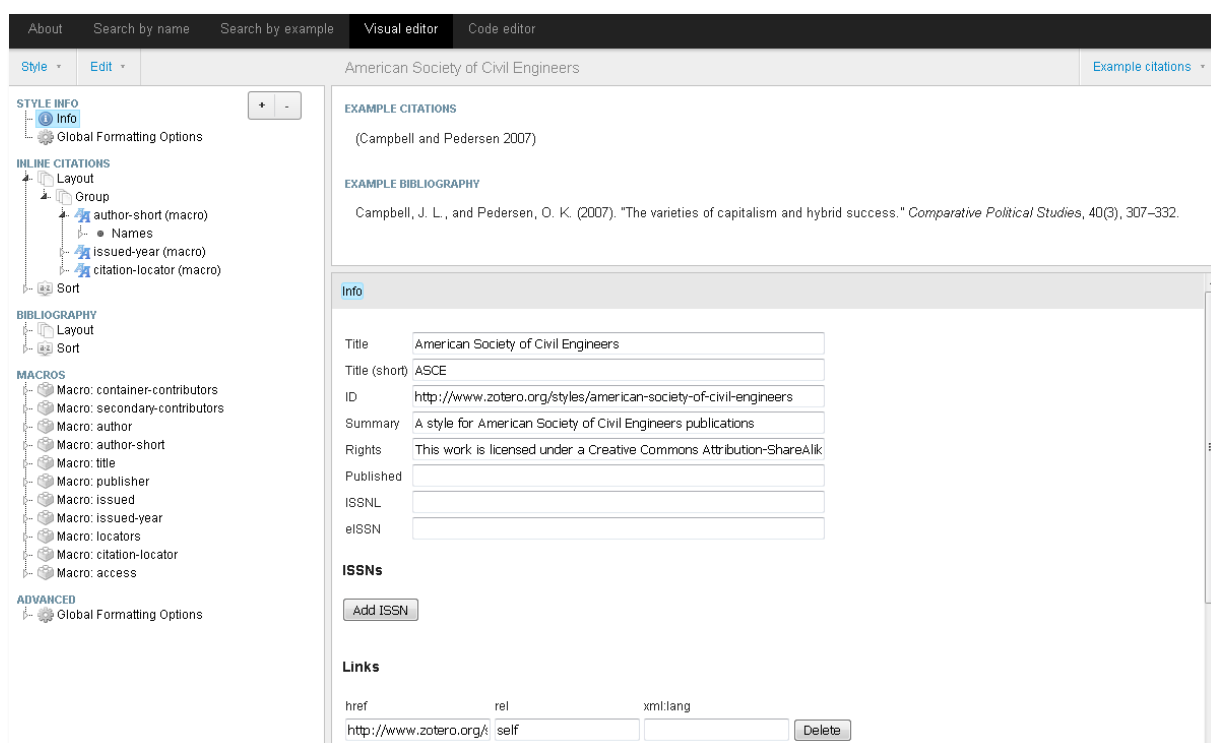 About Search by name Search by example Visual editor Code editor
Style Edit American Society of Civil Engineers Example citations
STYLE INFO
+ -
Info
Global Formatting Options
INLINE CITATIONS
Layout
Group
author-short (macro)
Names
issued-year (macro)
citation-locator (macro)
Sort
BIBLIOGRAPHY
Layout
Sort
MACROS
Macro: container-contributors
Macro: secondary-contributors
Macro: author
Macro: author-short
Macro: title
Macro: publisher
Macro: issued
Macro: issued-year
Macro: locators
Macro: citation-locator
Macro: access
ADVANCED
Global Formatting Options
EXAMPLE CITATIONS
(Campbell and Pedersen 2007)
EXAMPLE BIBLIOGRAPHY
Campbell, J. L., and Pedersen, O. K. (2007). "The varieties of capitalism and hybrid success." Comparative Political Studies, 40(3), 307–332.
Info
Title American Society of Civil Engineers
Title (short) ASCE
ID http://www.zotero.org/styles/american-society-of-civil-engineers
Summary A style for American Society of Civil Engineers publications
Rights This work is licensed under a Creative Commons Attribution-ShareAlik
Published
ISSNL
eISSN
ISSNs
Add ISSN
Links
href rel xml:lang
http://www.zotero.org/s self Delete